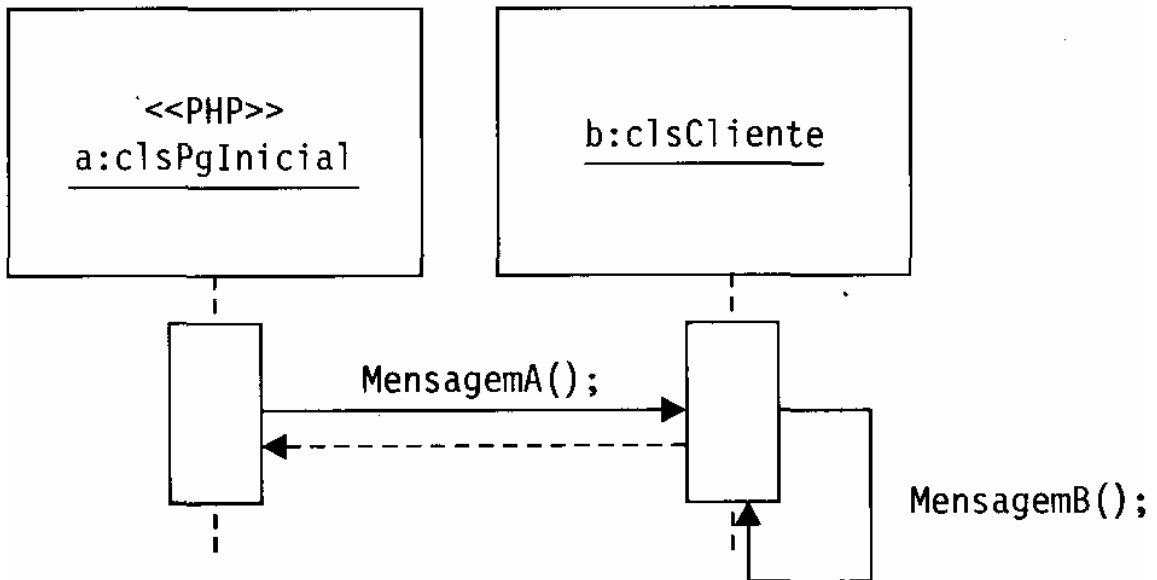 <<PHP>>
a:clsPgInicial
b:clsCliente
MensagemA();
MensagemB();